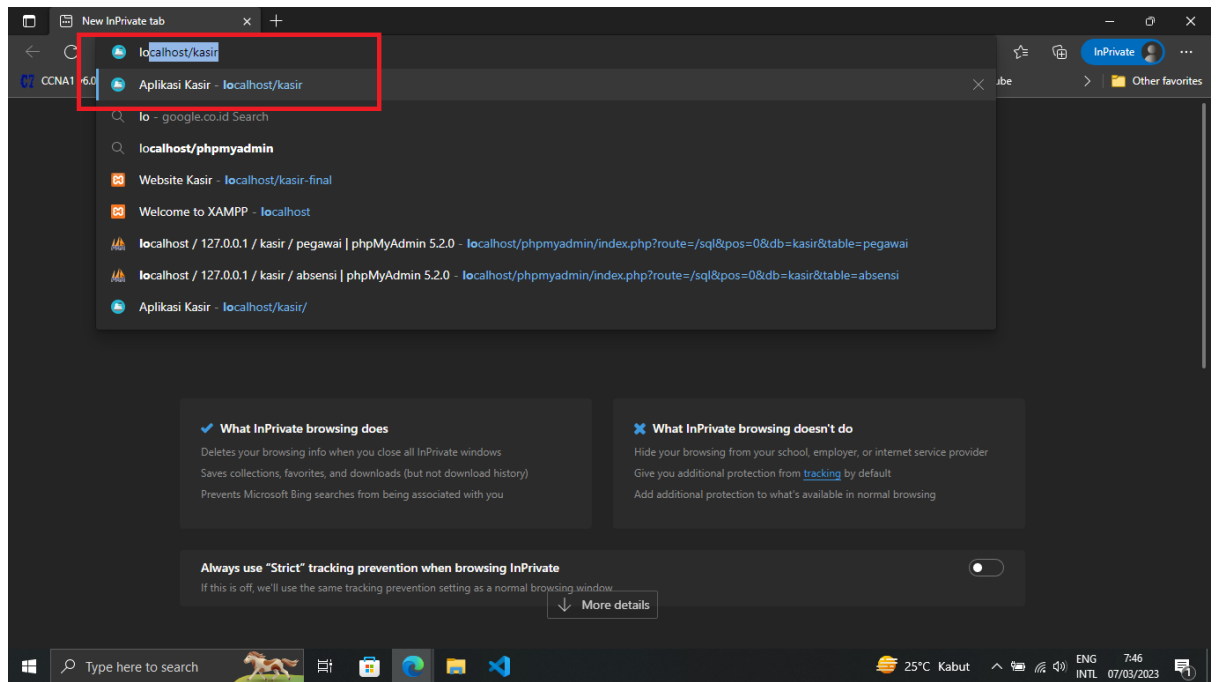 New InPrivate tab
localhost/kasir
InPrivate
C7 CCNA1 v6.0
Aplikasi Kasir - localhost/kasir
ube
Other favorites
lo - google.co.id Search
localhost/phpmyadmin
Website Kasir - localhost/kasir-final
Welcome to XAMPP - localhost
localhost / 127.0.0.1 / kasir / pegawai | phpMyAdmin 5.2.0 - localhost/phpmyadmin/index.php?route=/sql&pos=0&db=kasir&table=pegawai
localhost / 127.0.0.1 / kasir / absensi | phpMyAdmin 5.2.0 - localhost/phpmyadmin/index.php?route=/sql&pos=0&db=kasir&table=absensi
Aplikasi Kasir - localhost/kasir/
What InPrivate browsing does
Deletes your browsing info when you close all InPrivate windows
Saves collections, favorites, and downloads (but not download history)
Prevents Microsoft Bing searches from being associated with you
What InPrivate browsing doesn't do
Hide your browsing from your school, employer, or internet service provider
Give you additional protection from tracking by default
Add additional protection to what's available in normal browsing
Always use "Strict" tracking prevention when browsing InPrivate
If this is off, we'll use the same tracking prevention setting as a normal browsing window
More details
Type here to search
25°C Kabut
ENG
INTL
7:46
07/03/2023
1